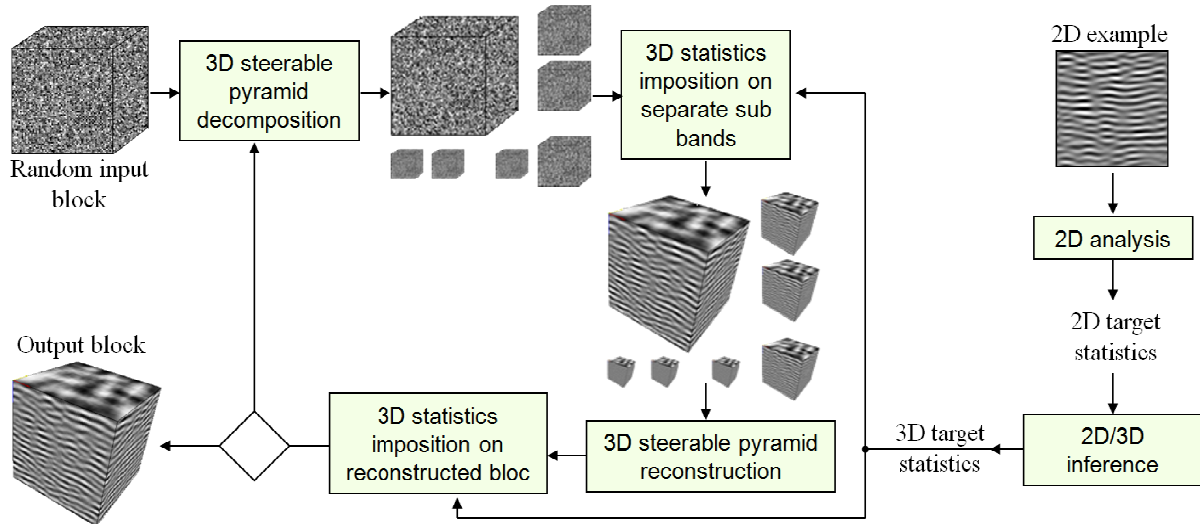 Random input
block
3D steerable
pyramid
decomposition
3D statistics
imposition on
separate sub
bands
2D example
2D analysis
2D target
statistics
2D/3D
inference
3D target
statistics
3D steerable pyramid
reconstruction
3D statistics
imposition on
reconstructed bloc
Output block